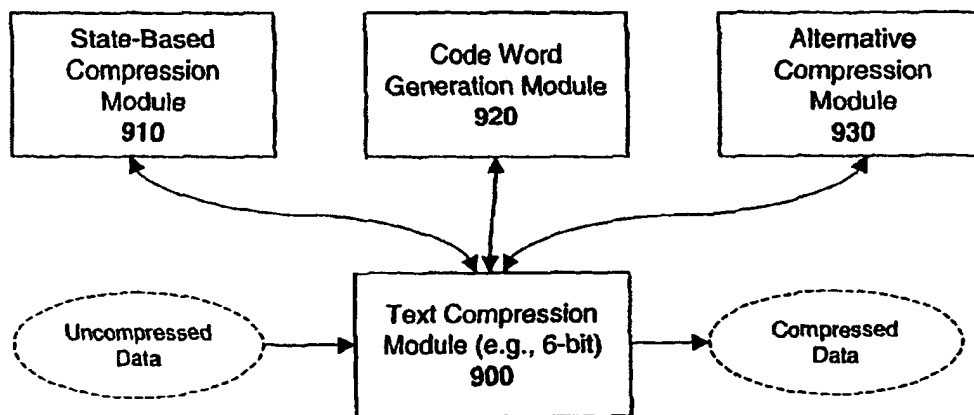 State-Based
Compression
Module
910
Code Word
Generation Module
920
Alternative
Compression
Module
930
Uncompressed
Data
Text Compression
Module (e.g., 6-bit)
900
Compressed
Data